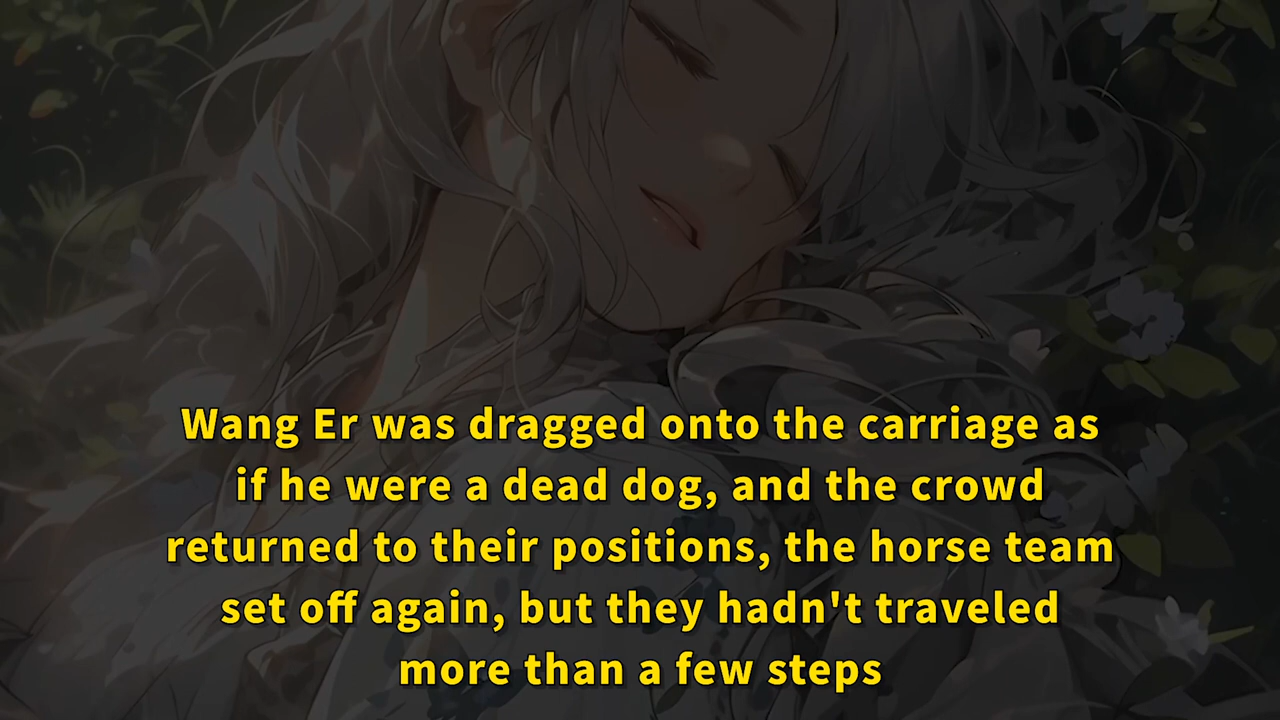 Wang Er was dragged onto the carriage as
if he were a dead dog, and the crowd
returned to their positions, the horse team
set off again, but they hadn't traveled
more than a few steps